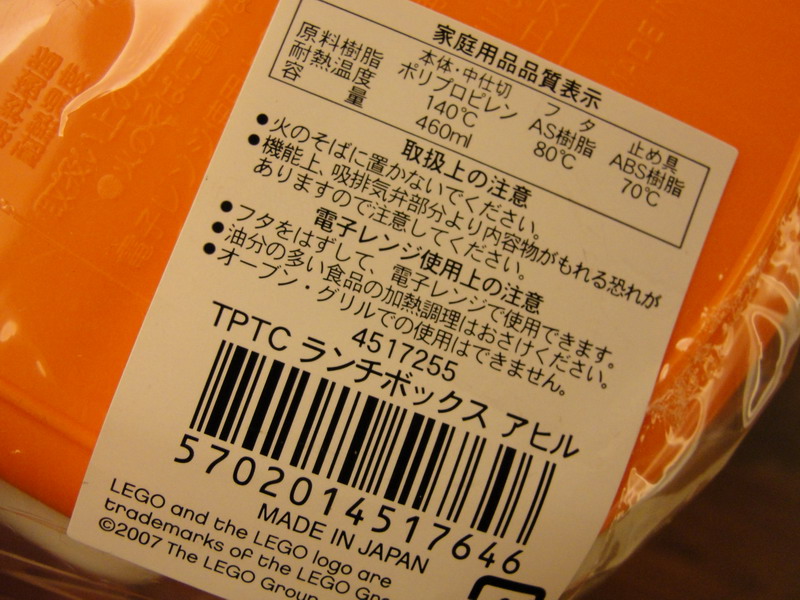 家庭用品品質表示
本体・中仕切 フタ 止め具
原料樹脂 ポリプロピレン AS樹脂 ABS樹脂
耐熱温度 140℃ 80℃ 70℃
容量 460ml
取扱上の注意
●火のそばに置かないでください。
●機能上、吸排気弁部分より内容物がもれる恐れが
ありますので注意してください。
電子レンジ使用上の注意
●フタをはずして、電子レンジで使用できます。
●油分の多い食品の加熱調理はおさけください。
●オーブン・グリルでの使用はできません。
4517255
TPTC ランチボックス アヒル
5702014517646
MADE IN JAPAN
LEGO and the LEGO logo are
trademarks of the LEGO
©2007 The LEGO Group